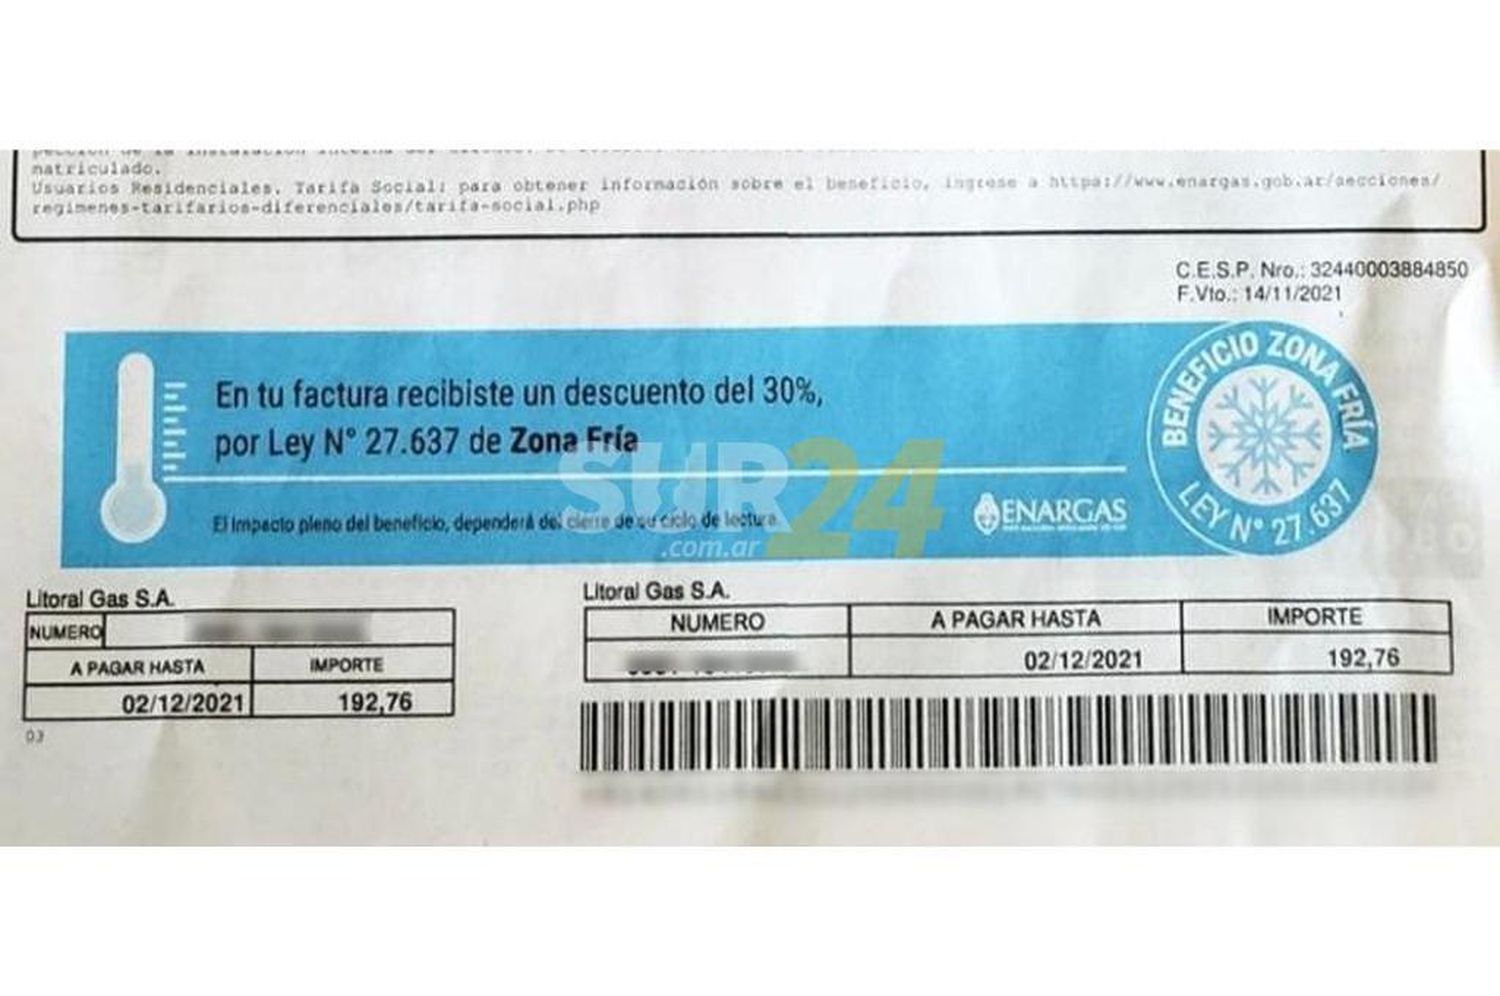 matriculado.
Usuarios Residenciales. Tarifa Social: para obtener información sobre el beneficio, ingrese a https://www.enargas.gob.ar/secciones/
regimenes-tarifarios-diferenciales/tarifa-social.php
C.E.S.P. Nro.: 32440003884850
F.Vto.: 14/11/2021
En tu factura recibiste un descuento del 30%,
por Ley N° 27.637 de Zona Fría
El impacto pleno del beneficio, dependerá del cierre de su ciclo de lectura
ENARGAS
BENEFICIO ZONA FRÍA
LEY N° 27.637
SUR24
.com.ar
Litoral Gas S.A.
NUMERO
A PAGAR HASTA IMPORTE
02/12/2021 192,76
03
Litoral Gas S.A.
NUMERO A PAGAR HASTA IMPORTE
02/12/2021 192,76